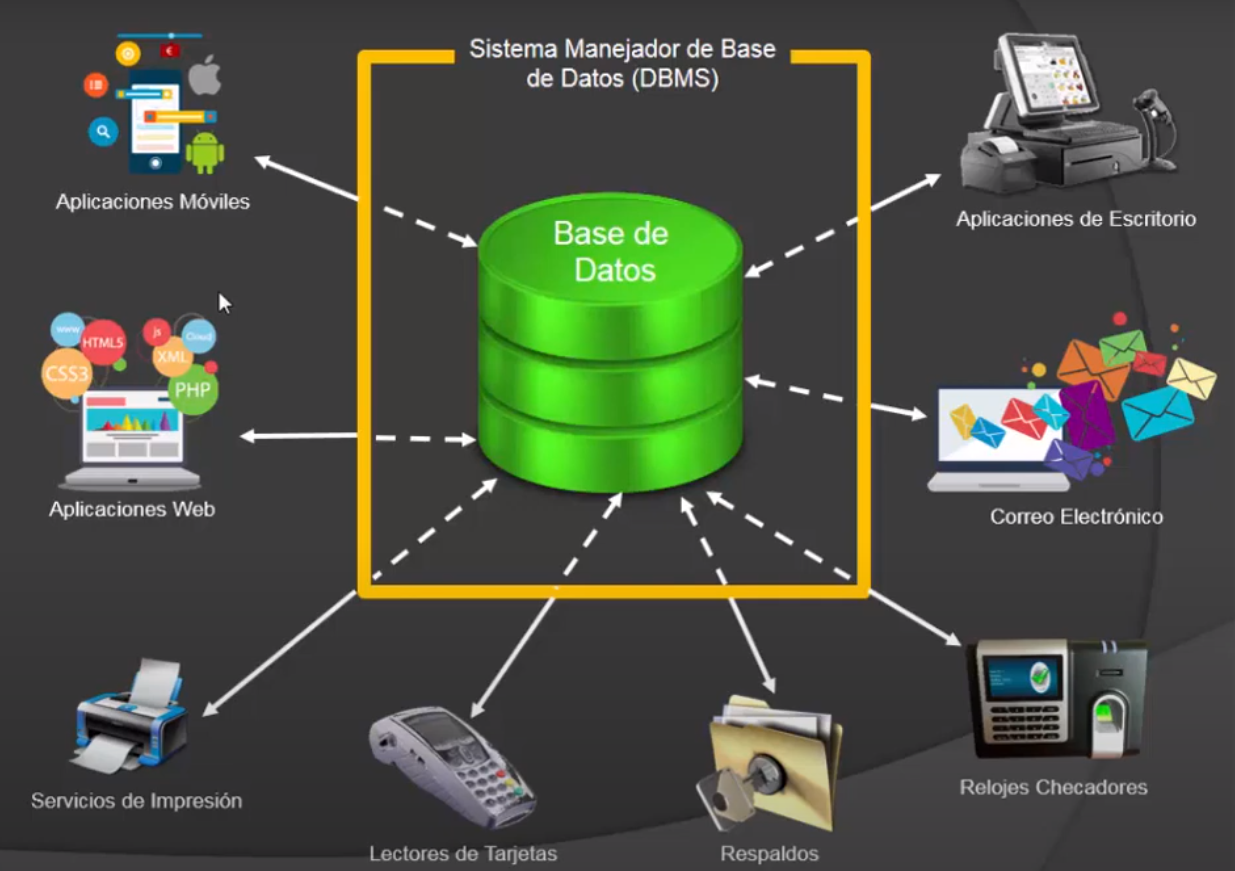 Sistema Manejador de Base
de Datos (DBMS)
Base de
Datos
Aplicaciones Móviles
Aplicaciones de Escritorio
www
HTML5
CSS3
js
Cloud
XML
PHP
Aplicaciones Web
Correo Electrónico
Servicios de Impresión
Lectores de Tarjetas
Respaldos
Relojes Checadores